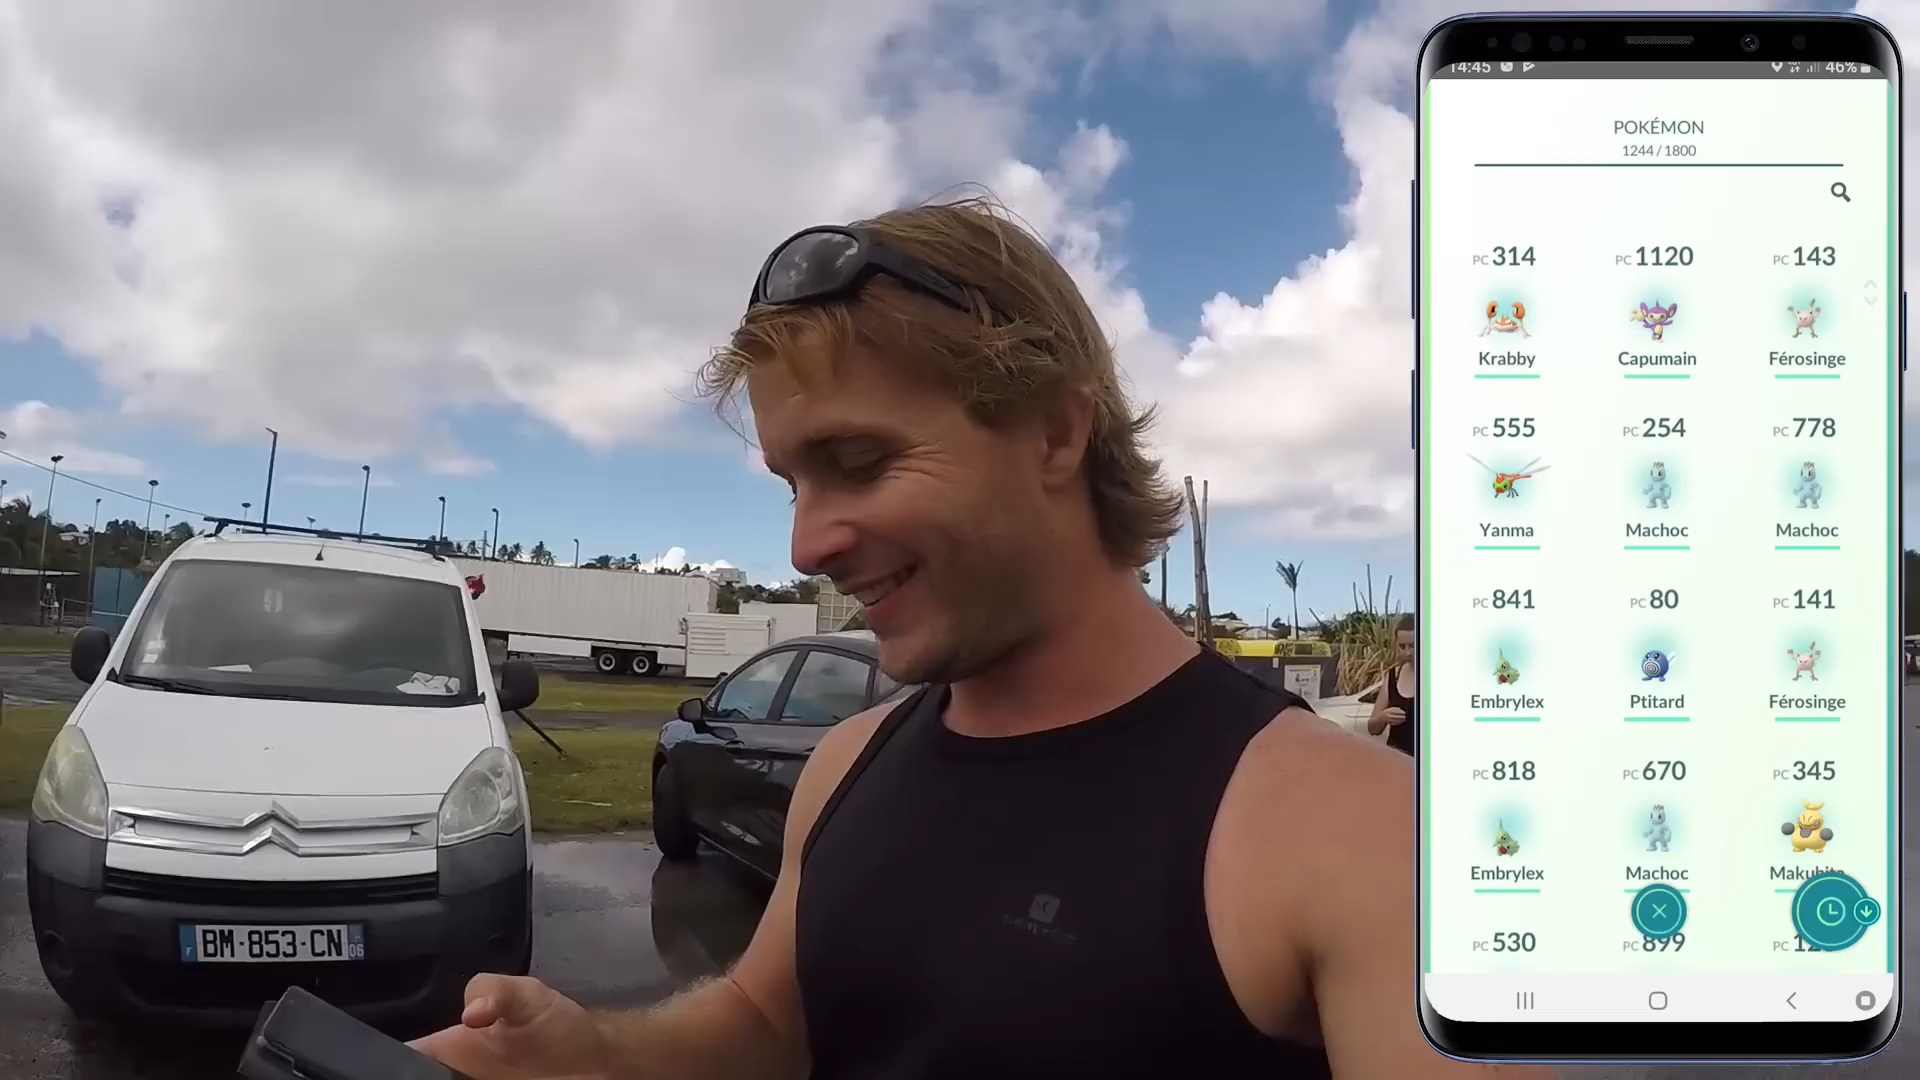 14:45
46%
POKÉMON
1244 / 1800
PC 314
PC 1120
PC 143
Krabby
Capumain
Férosinge
PC 555
PC 254
PC 778
Yanma
Machoc
Machoc
PC 841
PC 80
PC 141
Embrylex
Ptitard
Férosinge
PC 818
PC 670
PC 345
Embrylex
Machoc
Makuhita
PC 530
PC 899
PC
F BM-853-CN 06